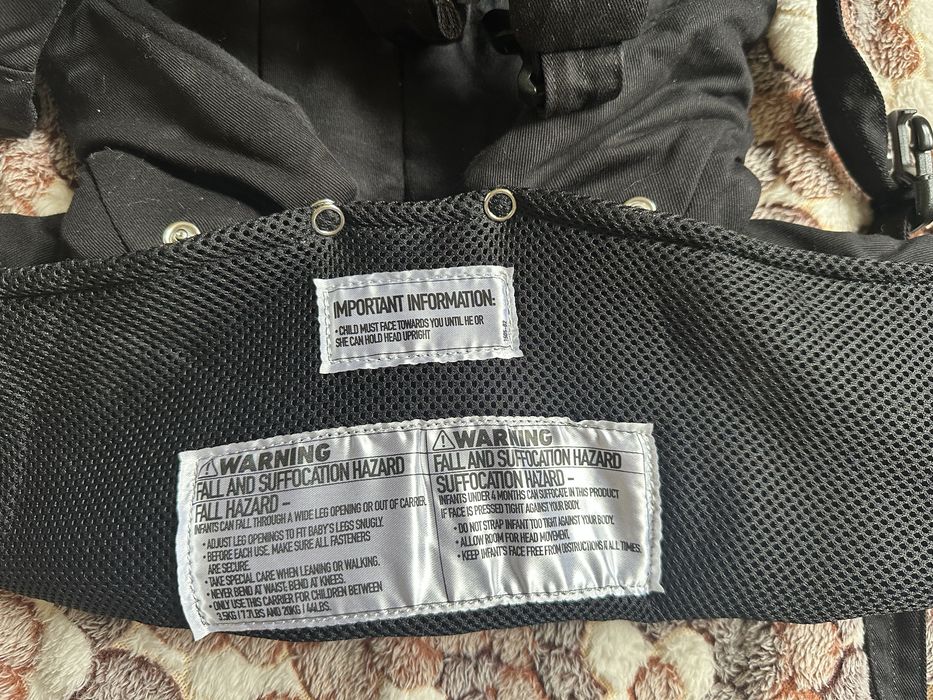 IMPORTANT INFORMATION:
• CHILD MUST FACE TOWARDS YOU UNTIL HE OR
SHE CAN HOLD HEAD UPRIGHT
WARNING
FALL AND SUFFOCATION HAZARD
FALL HAZARD –
INFANTS CAN FALL THROUGH A WIDE LEG OPENING OR OUT OF CARRIER
• ADJUST LEG OPENINGS TO FIT BABY'S LEGS SNUGLY.
• BEFORE EACH USE, MAKE SURE ALL FASTENERS
ARE SECURE.
• TAKE SPECIAL CARE WHEN LEANING OR WALKING.
• NEVER BEND AT WAIST, BEND AT KNEES.
• ONLY USE THIS CARRIER FOR CHILDREN BETWEEN
3.5KG / 7.7LBS AND 20KG / 44LBS.
WARNING
FALL AND SUFFOCATION HAZARD
SUFFOCATION HAZARD –
INFANTS UNDER 4 MONTHS CAN SUFFOCATE IN THIS PRODUCT
IF FACE IS PRESSED TIGHT AGAINST YOUR BODY.
• DO NOT STRAP INFANT TOO TIGHT AGAINST YOUR BODY.
• ALLOW ROOM FOR HEAD MOVEMENT.
• KEEP INFANT'S FACE FREE FROM OBSTRUCTIONS AT ALL TIMES.